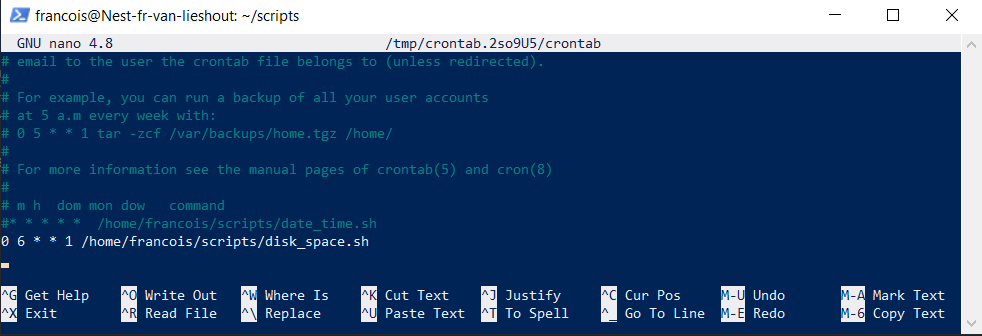 francois@Nest-fr-van-lieshout: ~/scripts
GNU nano 4.8 /tmp/crontab.2so9U5/crontab
# email to the user the crontab file belongs to (unless redirected).
#
# For example, you can run a backup of all your user accounts
# at 5 a.m every week with:
# 0 5 * * 1 tar -zcf /var/backups/home.tgz /home/
#
# For more information see the manual pages of crontab(5) and cron(8)
#
# m h  dom mon dow   command
#* * * * *  /home/francois/scripts/date_time.sh
0 6 * * 1 /home/francois/scripts/disk_space.sh
^G Get Help ^O Write Out ^W Where Is ^K Cut Text ^J Justify ^C Cur Pos M-U Undo M-A Mark Text
^X Exit ^R Read File ^\ Replace ^U Paste Text ^T To Spell ^_ Go To Line M-E Redo M-6 Copy Text